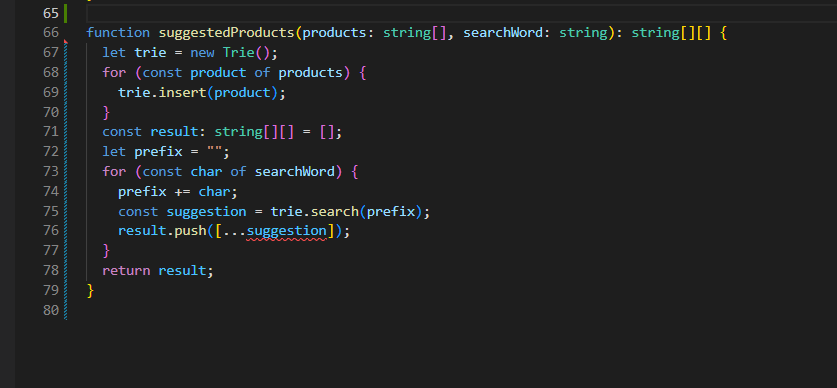 65
66 function suggestedProducts(products: string[], searchWord: string): string[][] {
67 let trie = new Trie();
68 for (const product of products) {
69 trie.insert(product);
70 }
71 const result: string[][] = [];
72 let prefix = "";
73 for (const char of searchWord) {
74 prefix += char;
75 const suggestion = trie.search(prefix);
76 result.push([...suggestion]);
77 }
78 return result;
79 }
80